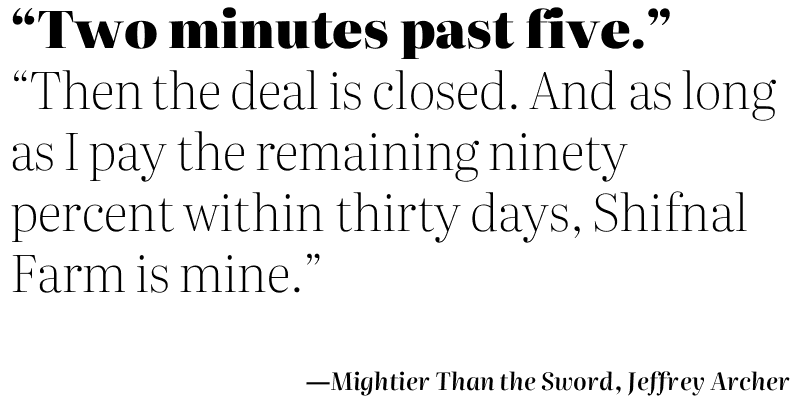 “Two minutes past five.”
“Then the deal is closed. And as long
as I pay the remaining ninety
percent within thirty days, Shifnal
Farm is mine.”
—Mightier Than the Sword, Jeffrey Archer